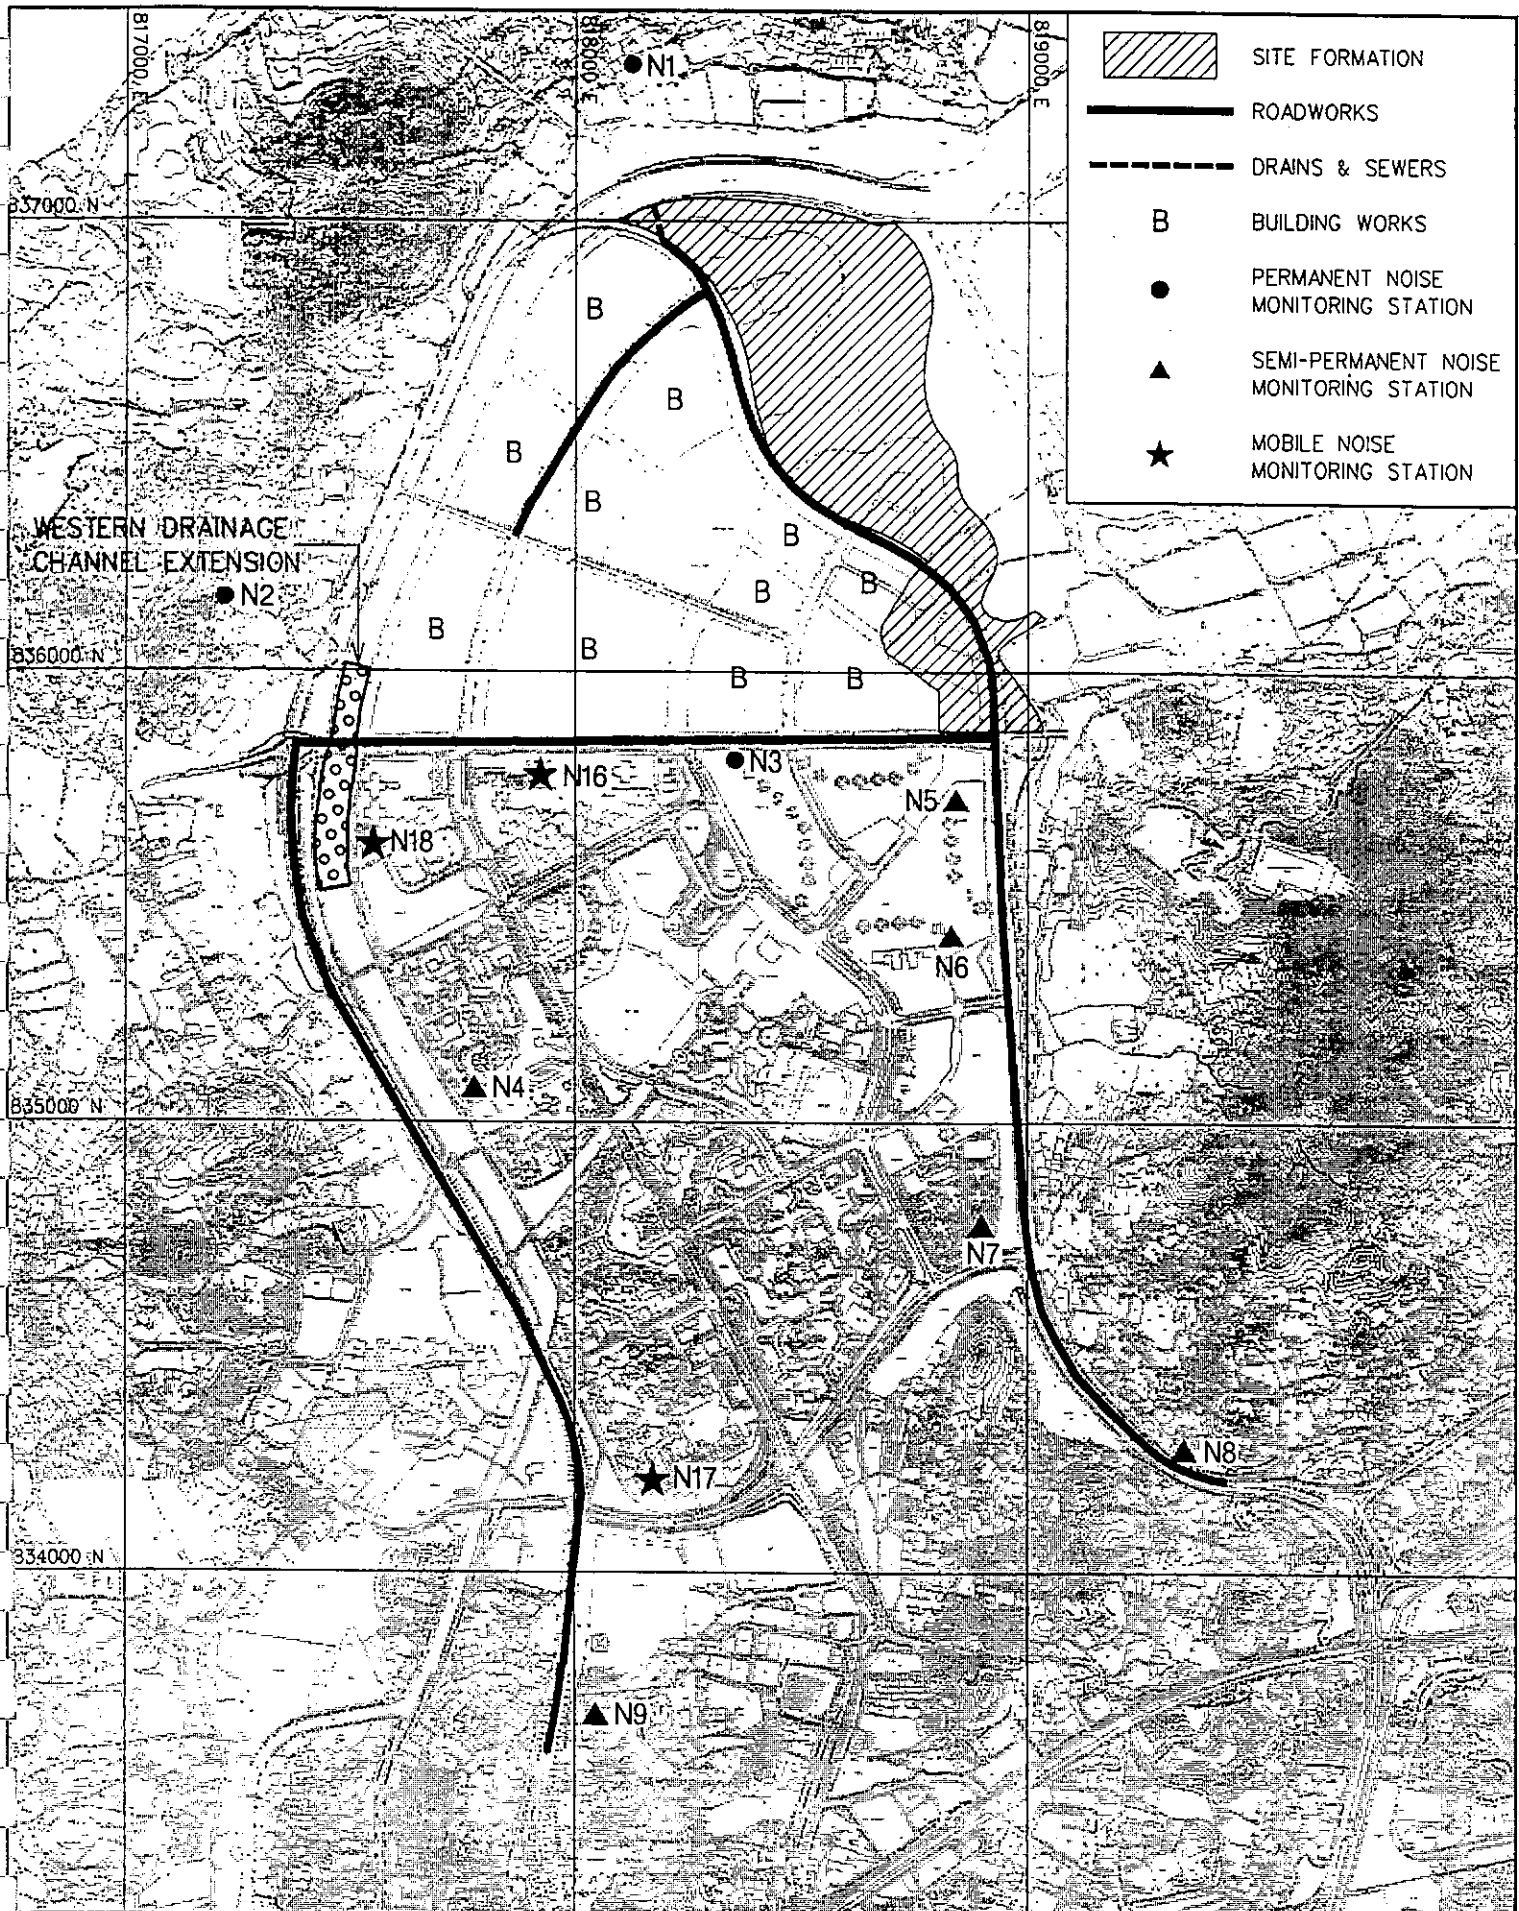 817000 E
818000 E
819000 E
N1
SITE FORMATION
ROADWORKS
DRAINS & SEWERS
B BUILDING WORKS
PERMANENT NOISE
MONITORING STATION
SEMI-PERMANENT NOISE
MONITORING STATION
MOBILE NOISE
MONITORING STATION
837000 N
B
B
B
B
WESTERN DRAINAGE
CHANNEL EXTENSION
B
B
B
N2
B
B
836000 N
B
B
N3
N16
N5
N18
N6
N4
835000 N
N7
N8
N17
834000 N
N9